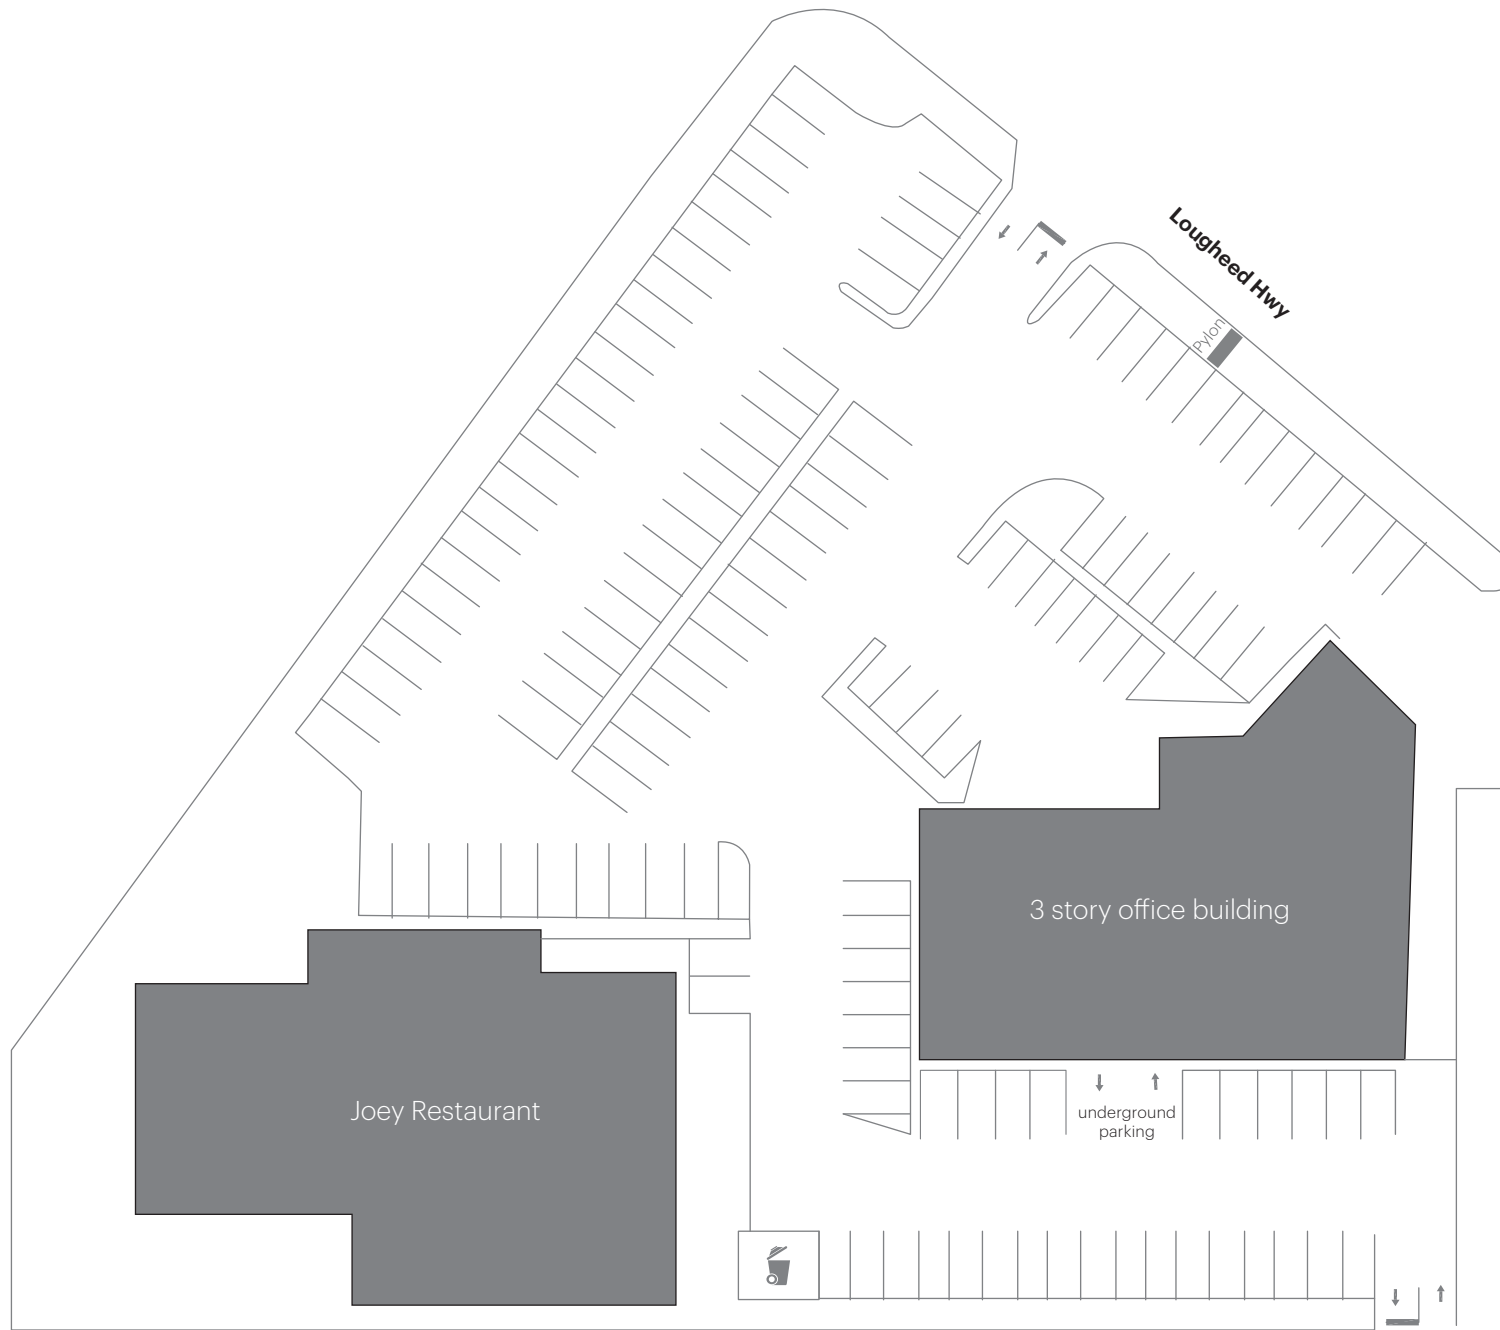 Lougheed Hwy
Pylon
3 story office building
Joey Restaurant
underground
parking